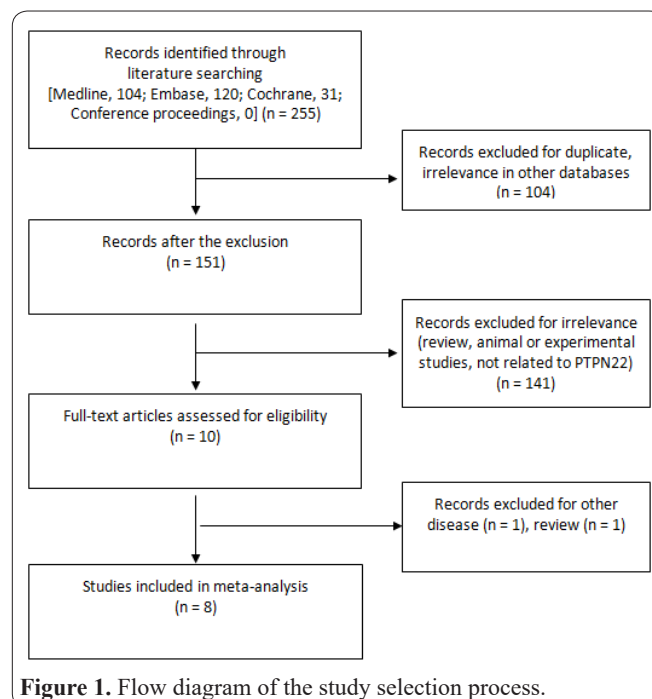 Records identified through
literature searching
[Medline, 104; Embase, 120; Cochrane, 31;
Conference proceedings, 0] (n = 255)
Records excluded for duplicate,
irrelevance in other databases
(n = 104)
Records after the exclusion
(n = 151)
Records excluded for irrelevance
(review, animal or experimental
studies, not related to PTPN22)
(n = 141)
Full-text articles assessed for eligibility
(n = 10)
Records excluded for other
disease (n = 1), review (n = 1)
Studies included in meta-analysis
(n = 8)
Figure 1. Flow diagram of the study selection process.